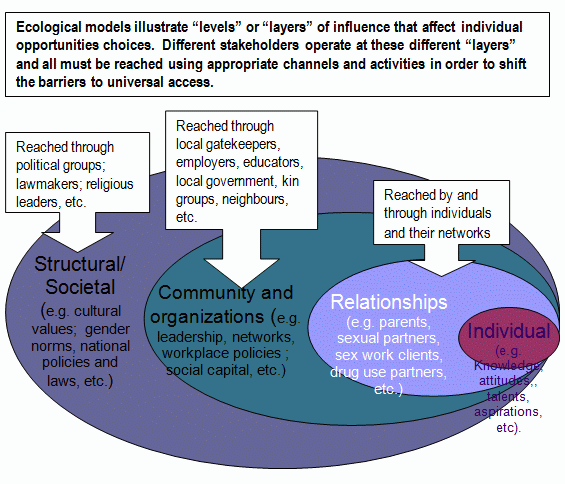 Ecological models illustrate “levels” or “layers” of influence that affect individual
opportunities choices.  Different stakeholders operate at these different “layers”
and all must be reached using appropriate channels and activities in order to shift
the barriers to universal access.
Reached through
political groups;
lawmakers; religious
leaders, etc.
Reached through
local gatekeepers,
employers, educators,
local government, kin
groups, neighbours,
etc.
Reached by and
through individuals
and their networks
Structural/
Societal
(e.g. cultural
values;  gender
norms, national
policies and
laws, etc.)
Community and
organizations (e.g.
leadership, networks,
workplace policies ;
social capital, etc.)
Relationships
(e.g. parents,
sexual partners,
sex work clients,
drug use partners,
etc.)
Individual
(e.g.
Knowledge,
attitudes,,
talents,
aspirations,
etc).